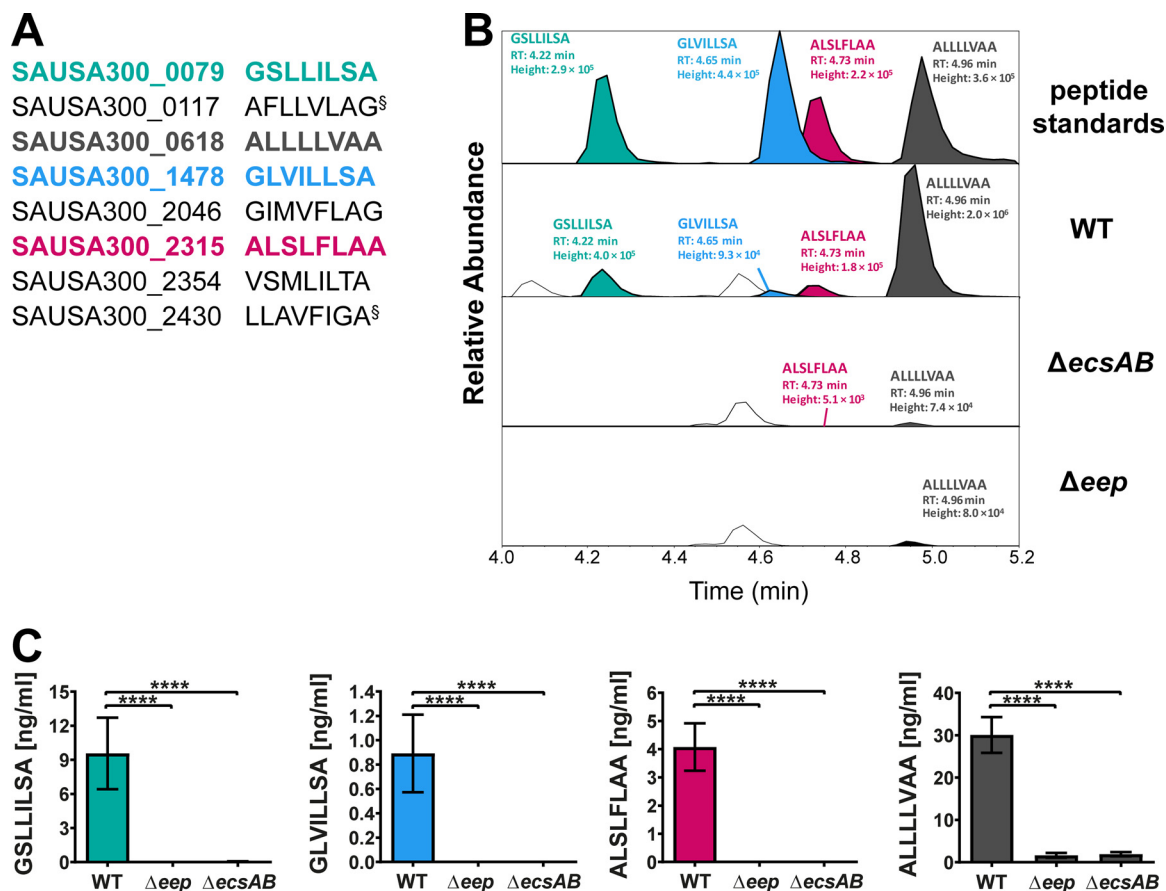 A
SAUSA300_0079 GSLLILSA
SAUSA300_0117 AFLLVLAG§
SAUSA300_0618 ALLLLVAA
SAUSA300_1478 GLVILLSA
SAUSA300_2046 GIMVFLAG
SAUSA300_2315 ALSLFLAA
SAUSA300_2354 VSMLILTA
SAUSA300_2430 LLAVFIGA§
B
Relative Abundance
GSLLILSA
RT: 4.22 min
Height: 2.9 × 10⁵
GLVILLSA
RT: 4.65 min
Height: 4.4 × 10⁵
ALSLFLAA
RT: 4.73 min
Height: 2.2 × 10⁵
ALLLLVAA
RT: 4.96 min
Height: 3.6 × 10⁵
peptide
standards
GSLLILSA
RT: 4.22 min
Height: 4.0 × 10⁵
GLVILLSA
RT: 4.65 min
Height: 9.3 × 10⁴
ALSLFLAA
RT: 4.73 min
Height: 1.8 × 10⁵
ALLLLVAA
RT: 4.96 min
Height: 2.0 × 10⁶
WT
ALSLFLAA
RT: 4.73 min
Height: 5.1 × 10³
ALLLLVAA
RT: 4.96 min
Height: 7.4 × 10⁴
ΔecsAB
ALLLLVAA
RT: 4.96 min
Height: 8.0 × 10⁴
Δeep
4.0 4.2 4.4 4.6 4.8 5.0 5.2
Time (min)
C
GSLLILSA [ng/ml]
15
12
9
6
3
0
****
****
WT Δeep ΔecsAB
GLVILLSA [ng/ml]
1.4
1.2
1.0
0.8
0.6
0.4
0.2
0.0
****
****
WT Δeep ΔecsAB
ALSLFLAA [ng/ml]
6
5
4
3
2
1
0
****
****
WT Δeep ΔecsAB
ALLLLVAA [ng/ml]
40
30
20
10
0
****
****
WT Δeep ΔecsAB